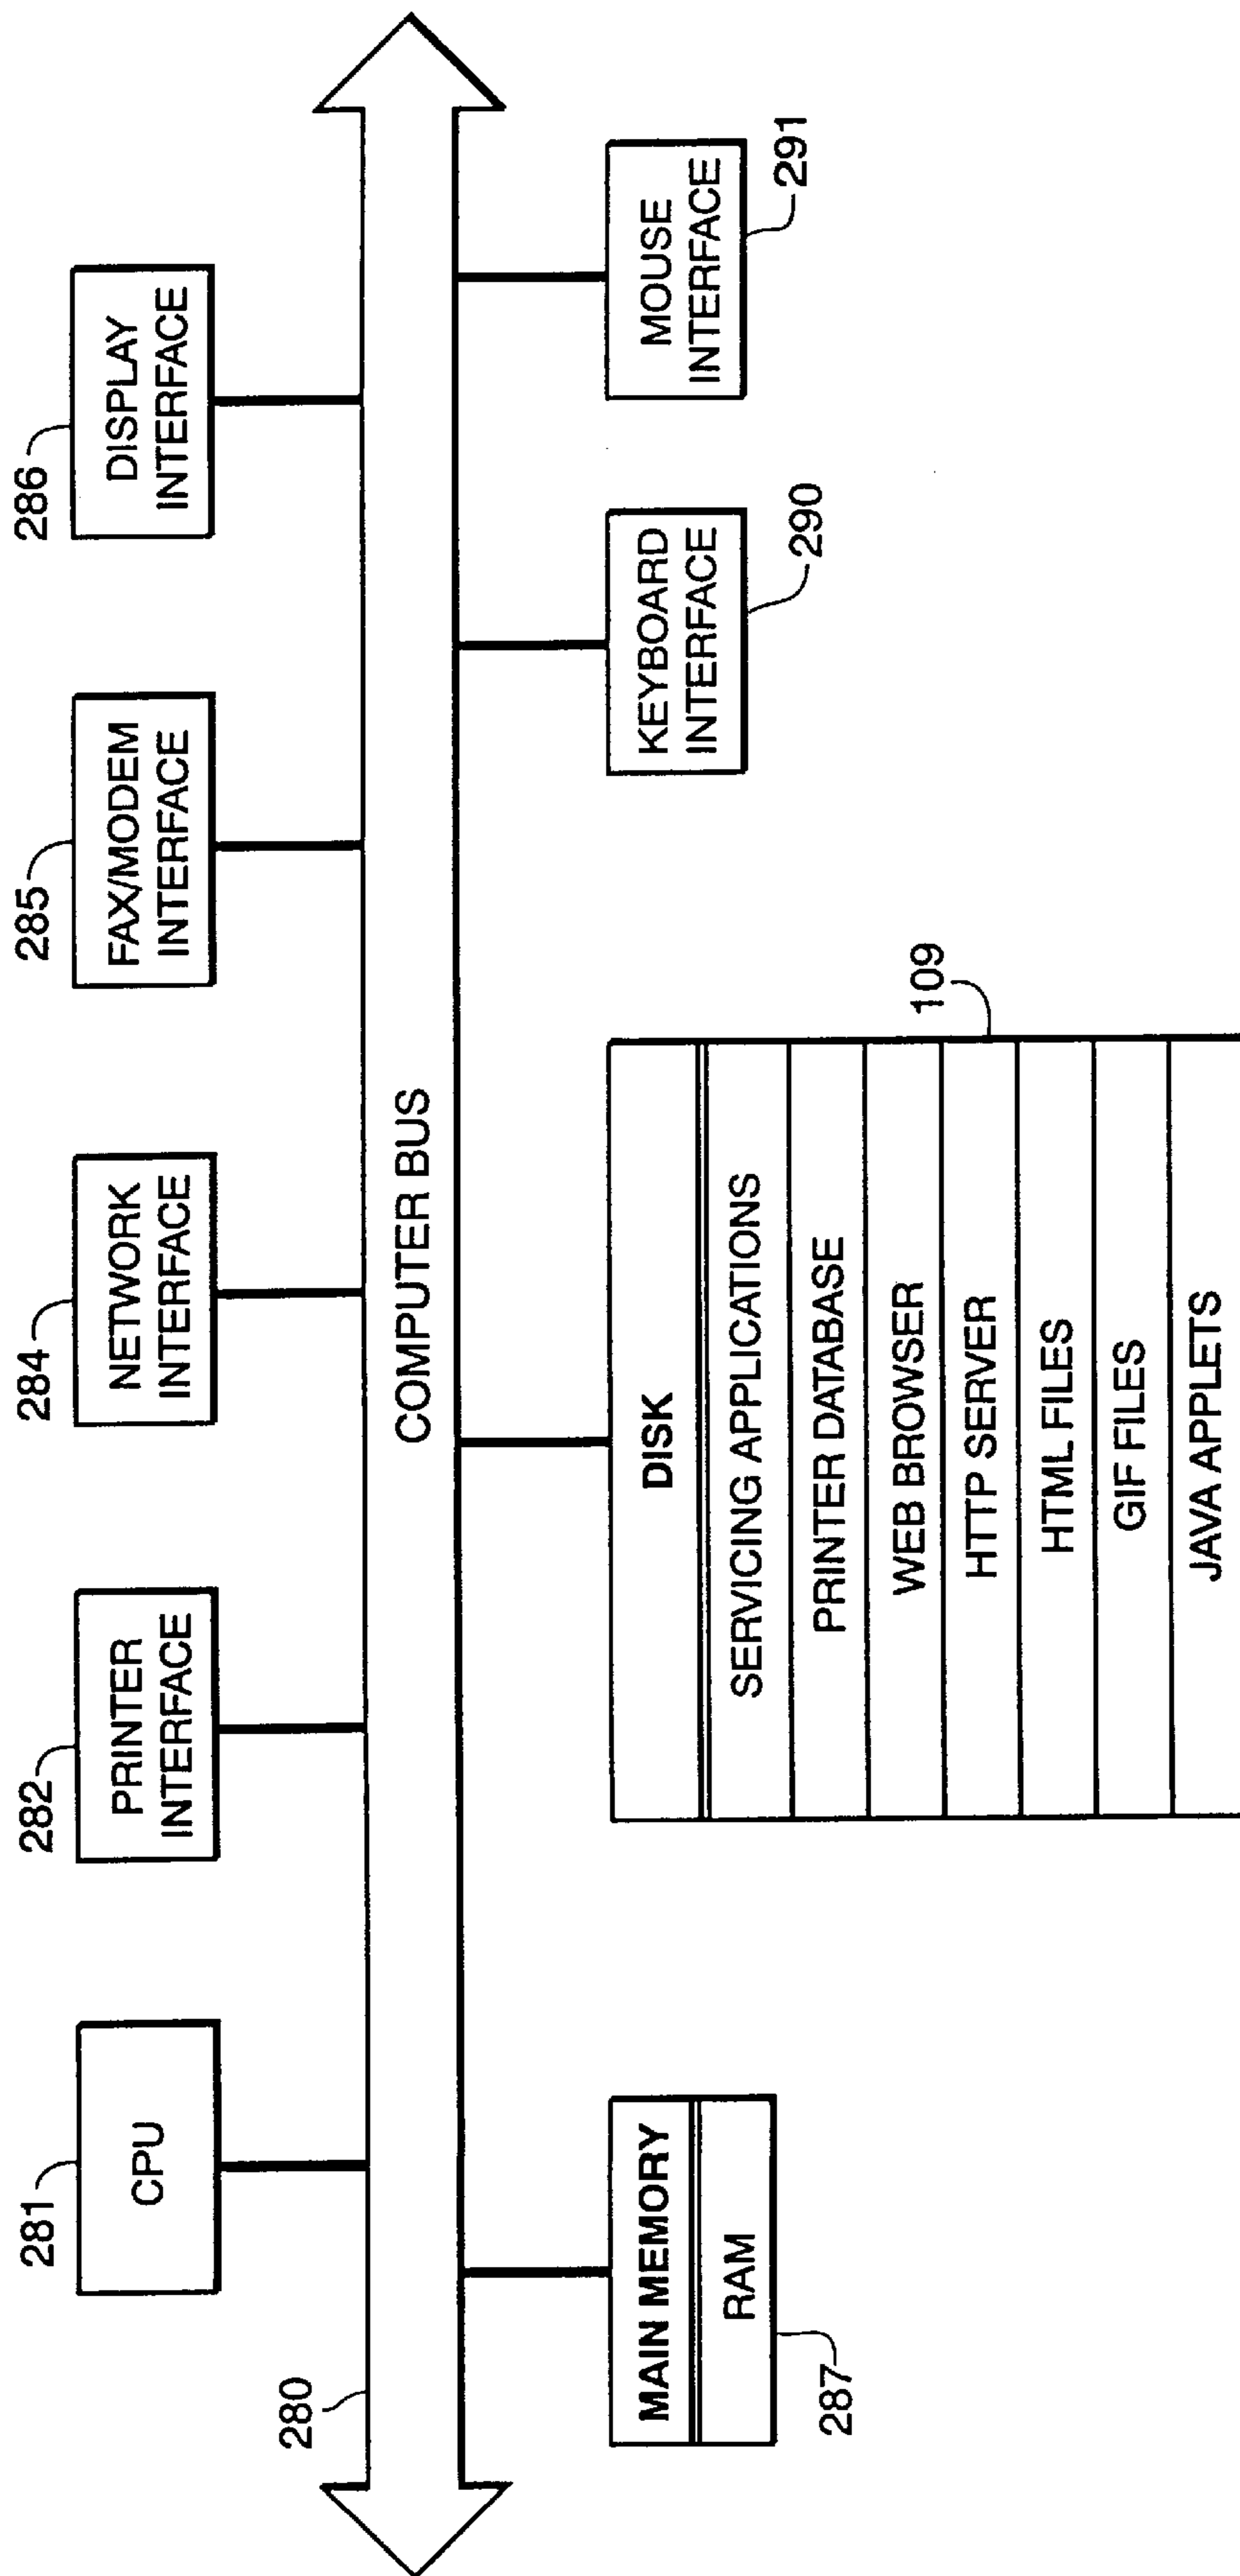 281
CPU
282
PRINTER
INTERFACE
284
NETWORK
INTERFACE
285
FAX/MODEM
INTERFACE
286
DISPLAY
INTERFACE
280
COMPUTER BUS
MAIN MEMORY
RAM
287
DISK
SERVICING APPLICATIONS
PRINTER DATABASE
WEB BROWSER
HTTP SERVER
HTML FILES
GIF FILES
JAVA APPLETS
109
KEYBOARD
INTERFACE
290
MOUSE
INTERFACE
291